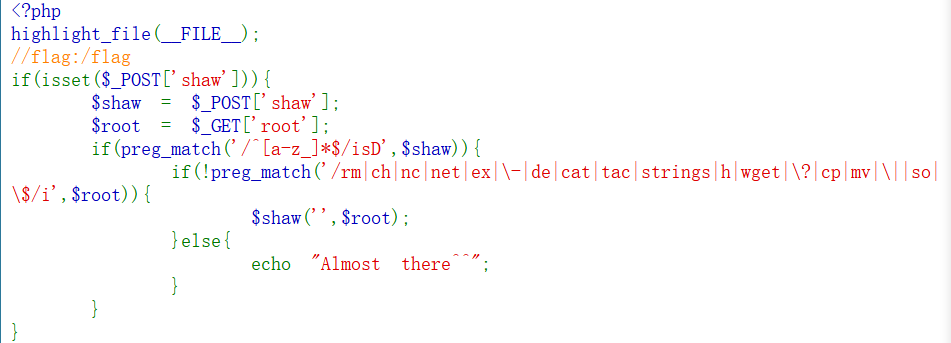 <?php
highlight_file(__FILE__);
//flag:/flag
if(isset($_POST['shaw'])){
        $shaw = $_POST['shaw'];
        $root = $_GET['root'];
        if(preg_match('/^[a-z_]*$/isD',$shaw)){
                if(!preg_match('/rm|ch|nc|net|ex|\-|de|cat|tac|strings|h|wget|\?|cp|mv|\||so|
\$/i',$root)){
                        $shaw('',$root);
                }else{
                        echo "Almost there^^";
                }
        }
}